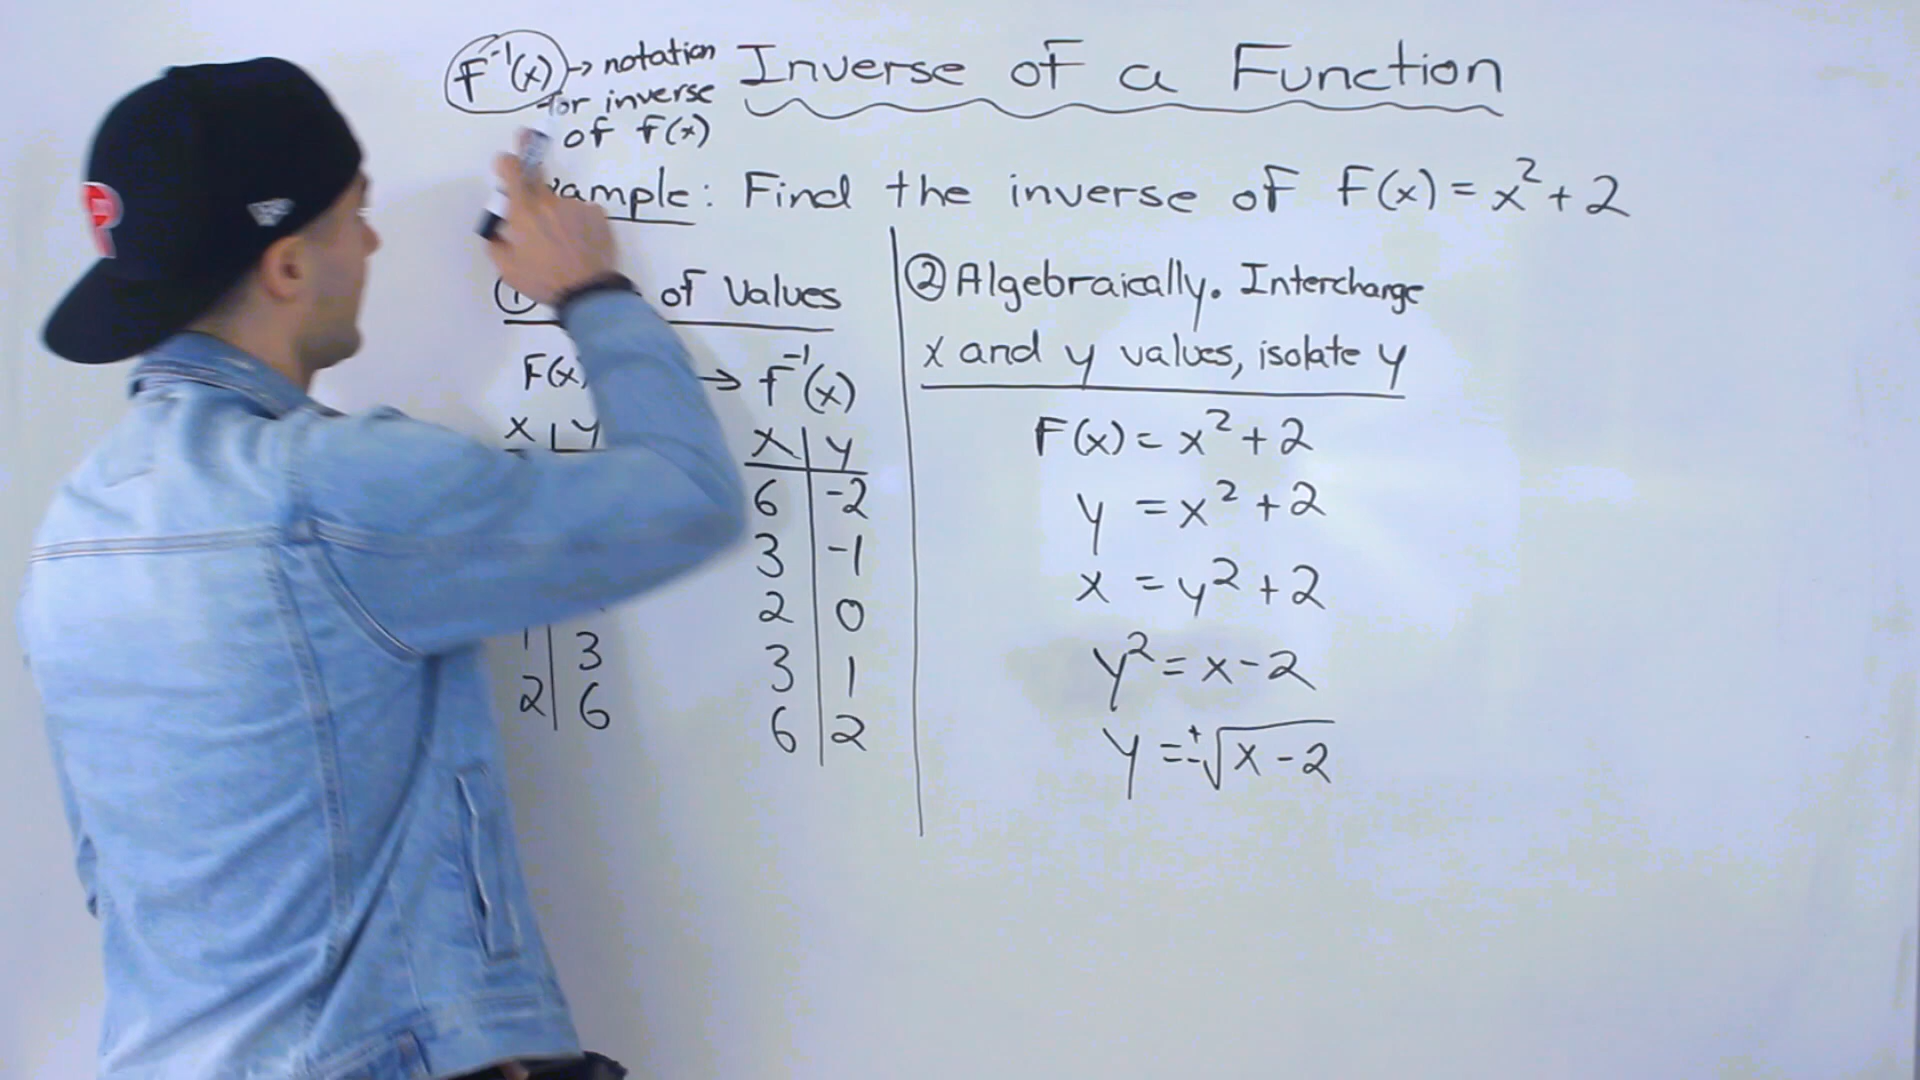 F⁻¹(x) → notation
for inverse
of f(x)
Inverse of a Function
: Find the inverse of F(x) = x² + 2
① of Values
F(x) → f⁻¹(x)
x | y
1 | 3
2 | 6
x | y
6 | -2
3 | -1
2 | 0
3 | 1
6 | 2
② Algebraically. Interchange
x and y values, isolate y
F(x) = x² + 2
y = x² + 2
x = y² + 2
y² = x - 2
y = ±√x - 2